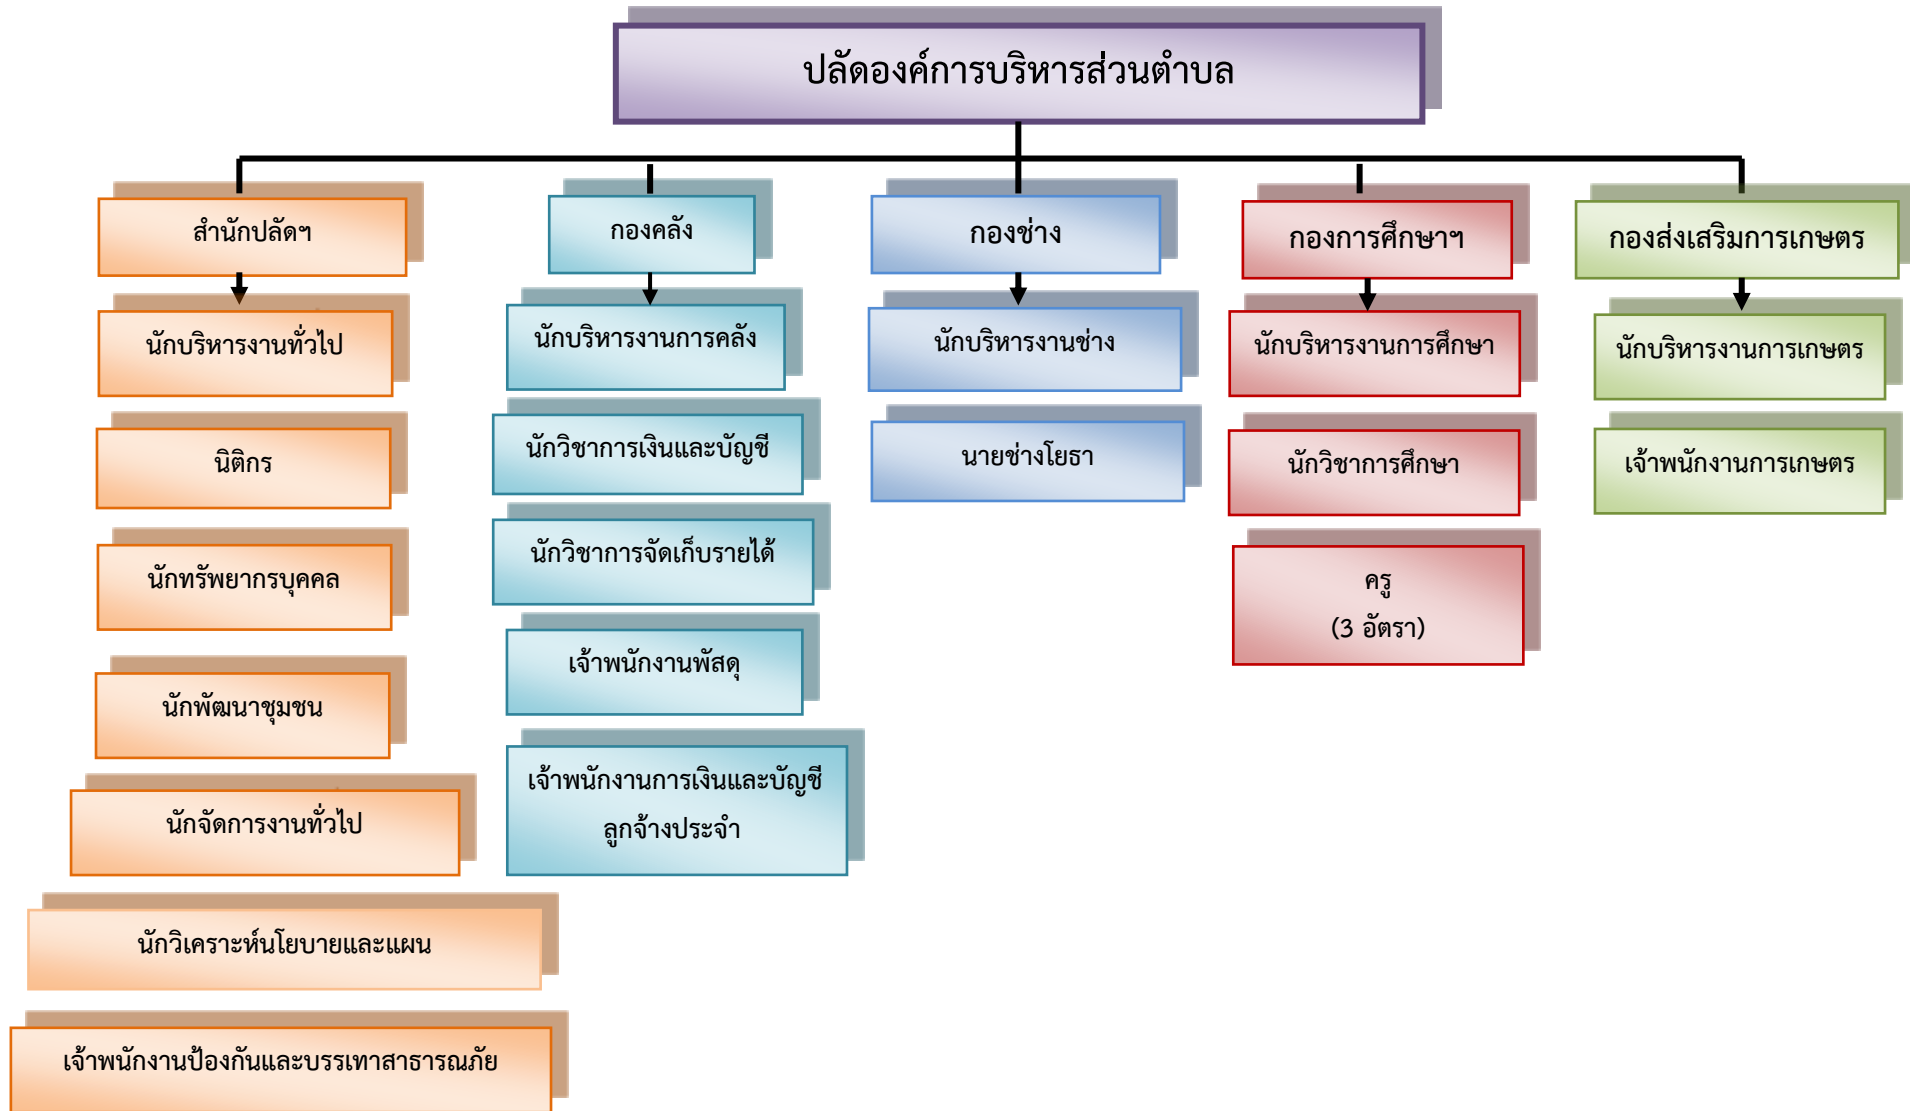 ปลัดองค์การบริหารส่วนตำบล
สำนักปลัดฯ
นักบริหารงานทั่วไป
นิติกร
นักทรัพยากรบุคคล
นักพัฒนาชุมชน
นักจัดการงานทั่วไป
นักวิเคราะห์นโยบายและแผน
เจ้าพนักงานป้องกันและบรรเทาสาธารณภัย
กองคลัง
นักบริหารงานการคลัง
นักวิชาการเงินและบัญชี
นักวิชาการจัดเก็บรายได้
เจ้าพนักงานพัสดุ
เจ้าพนักงานการเงินและบัญชี
ลูกจ้างประจำ
กองช่าง
นักบริหารงานช่าง
นายช่างโยธา
กองการศึกษาฯ
นักบริหารงานการศึกษา
นักวิชาการศึกษา
ครู
(3 อัตรา)
กองส่งเสริมการเกษตร
นักบริหารงานการเกษตร
เจ้าพนักงานการเกษตร